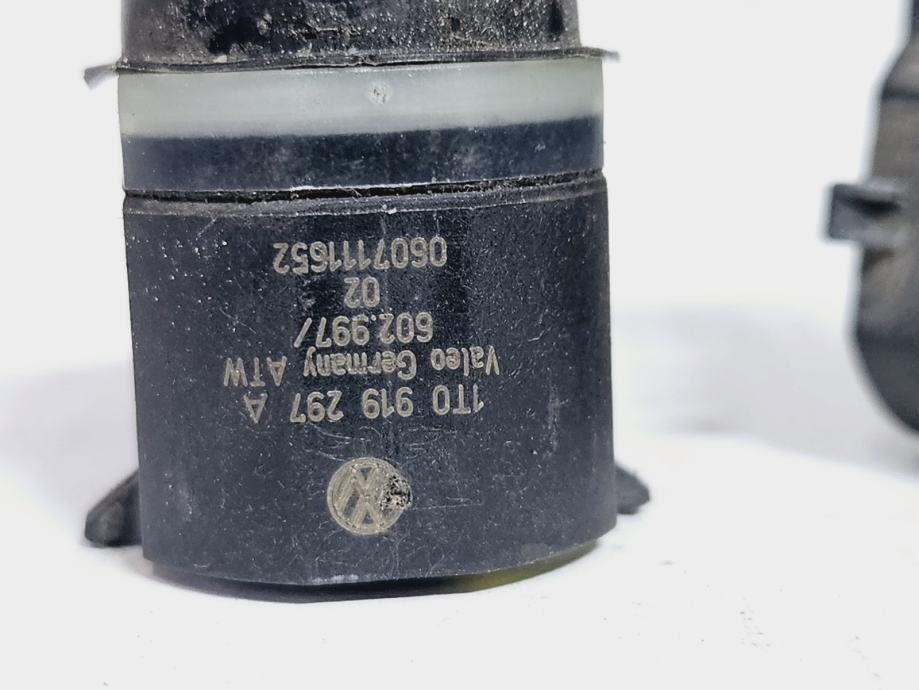 1T0 919 297 A
Valeo Germany ATW
602.997/
02
0607111652